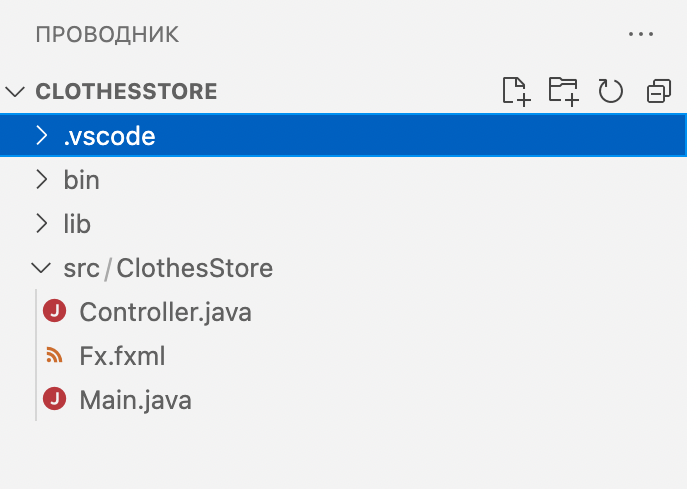 ПРОВОДНИК
CLOTHESSTORE
.vscode
bin
lib
src/ClothesStore
J Controller.java
Fx.fxml
J Main.java